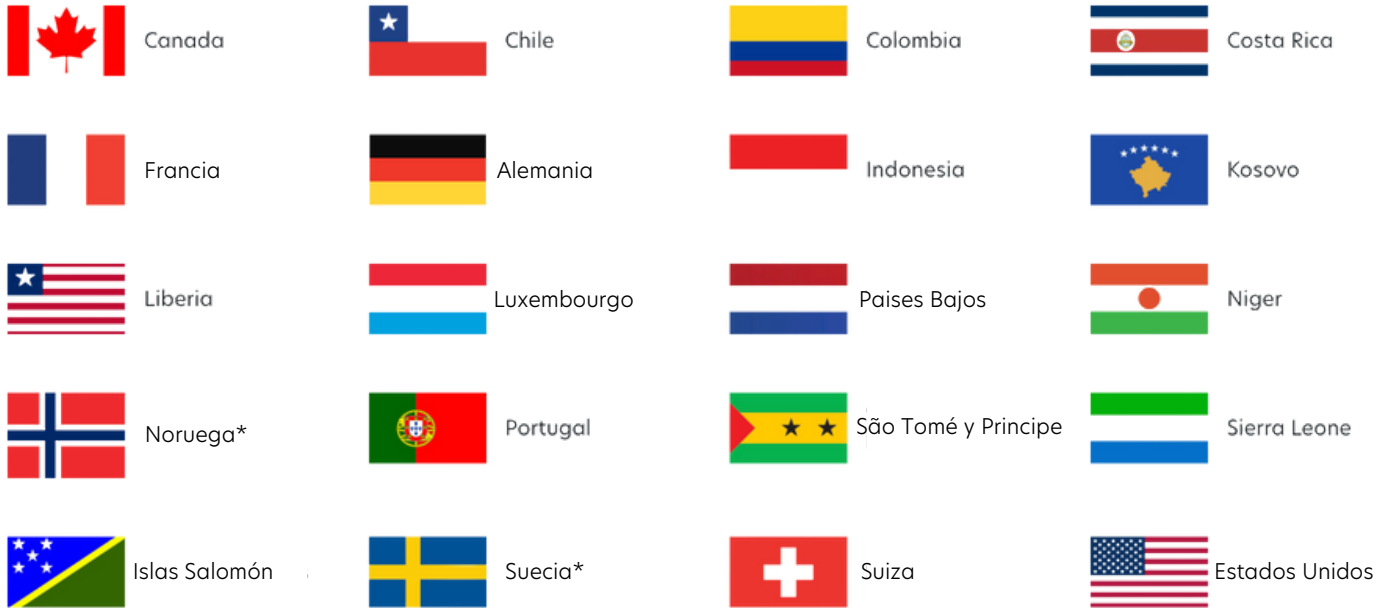 Canada
Chile
Colombia
Costa Rica
Francia
Alemania
Indonesia
Kosovo
Liberia
Luxembourgo
Paises Bajos
Niger
Noruega*
Portugal
São Tomé y Principe
Sierra Leone
Islas Salomón
Suecia*
Suiza
Estados Unidos